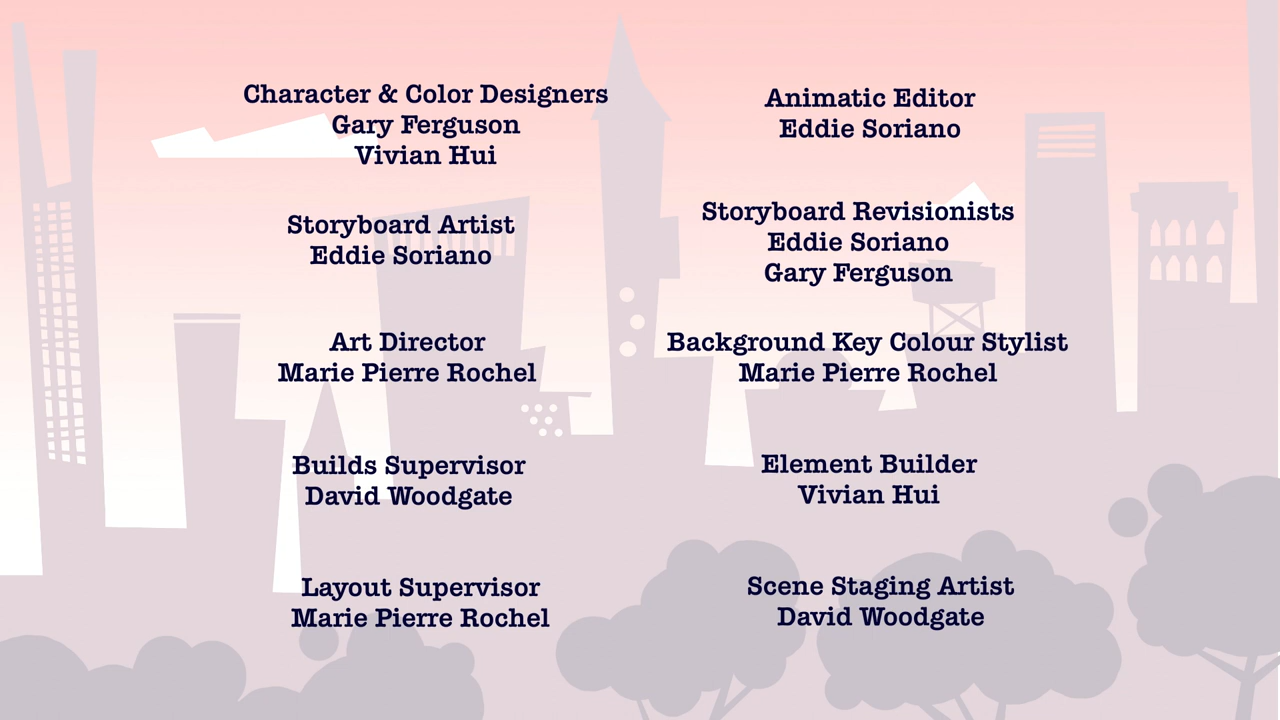 Character & Color Designers
Gary Ferguson
Vivian Hui
Storyboard Artist
Eddie Soriano
Art Director
Marie Pierre Rochel
Builds Supervisor
David Woodgate
Layout Supervisor
Marie Pierre Rochel
Animatic Editor
Eddie Soriano
Storyboard Revisionists
Eddie Soriano
Gary Ferguson
Background Key Colour Stylist
Marie Pierre Rochel
Element Builder
Vivian Hui
Scene Staging Artist
David Woodgate